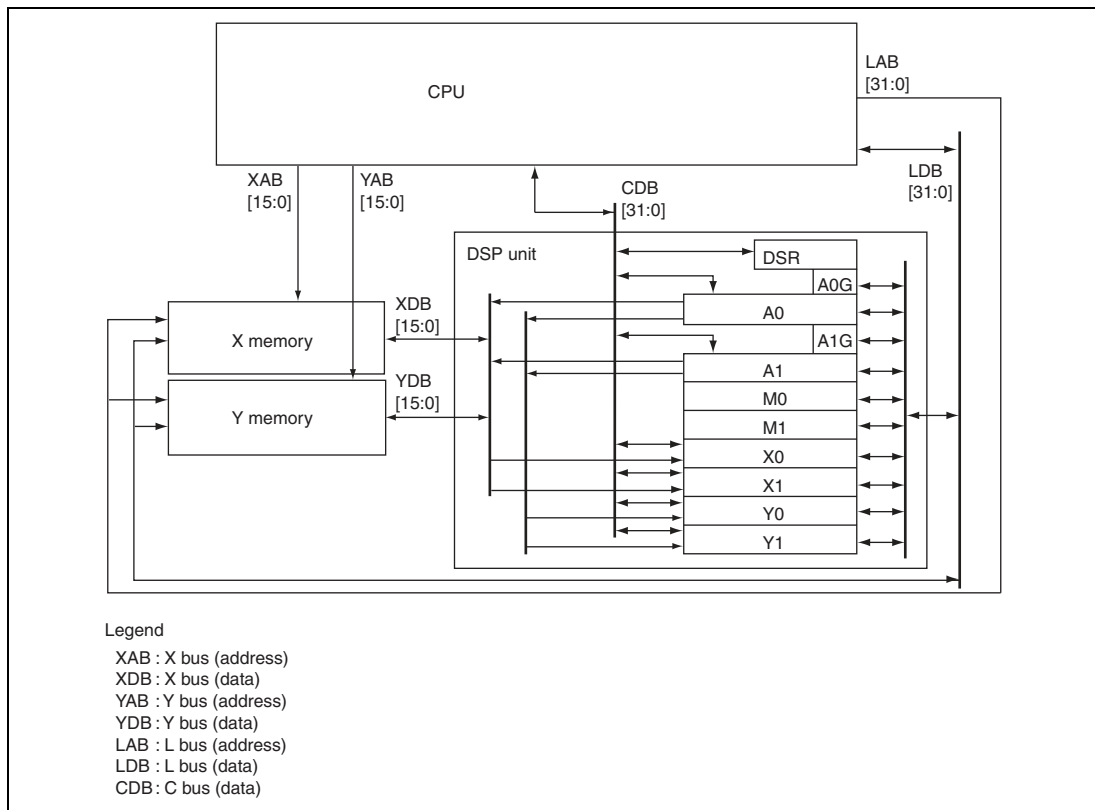 CPU
LAB
[31:0]
XAB
[15:0]
YAB
[15:0]
CDB
[31:0]
LDB
[31:0]
DSP unit
DSR
A0G
A0
A1G
A1
M0
M1
X0
X1
Y0
Y1
XDB
[15:0]
X memory
YDB
[15:0]
Y memory
Legend
XAB : X bus (address)
XDB : X bus (data)
YAB : Y bus (address)
YDB : Y bus (data)
LAB : L bus (address)
LDB : L bus (data)
CDB : C bus (data)